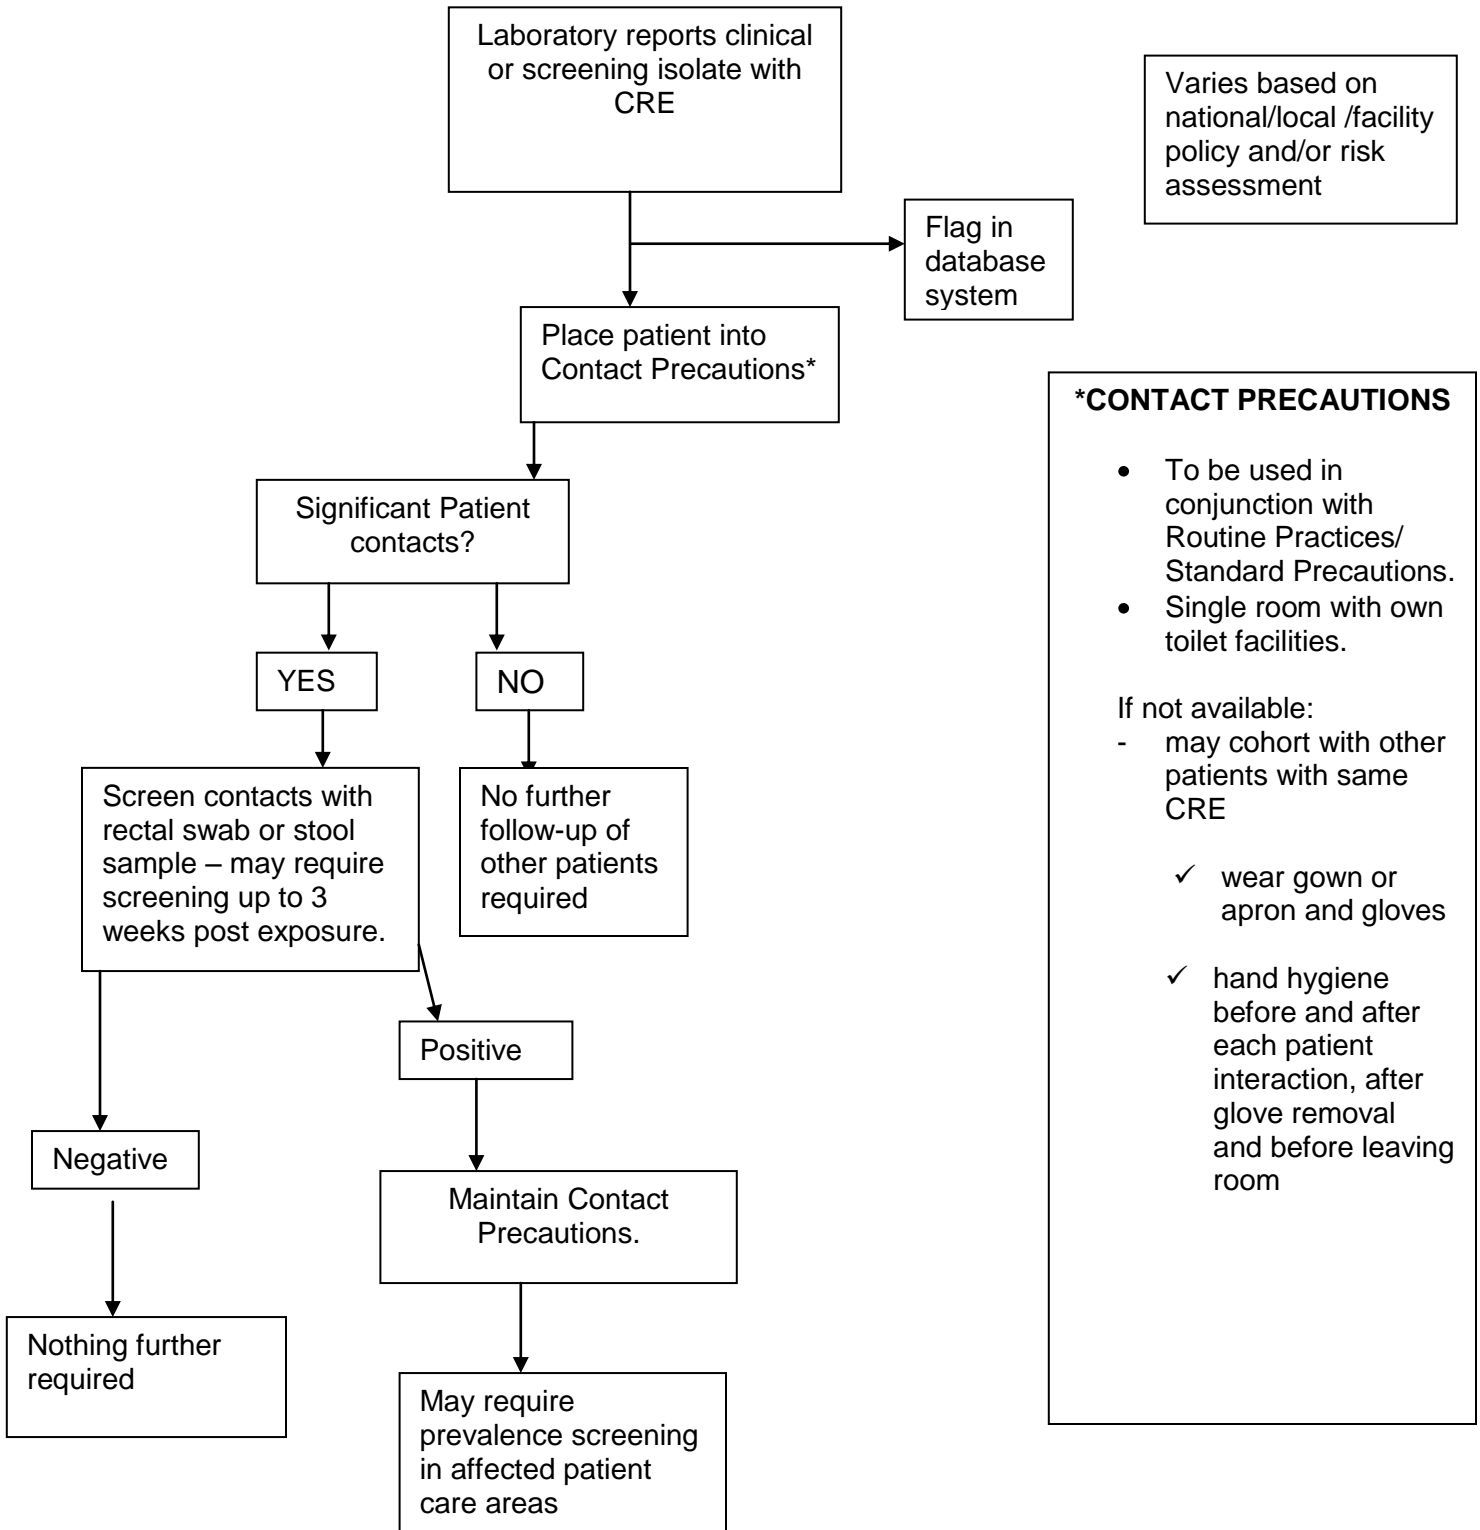 Laboratory reports clinical
or screening isolate with
CRE
Varies based on
national/local /facility
policy and/or risk
assessment
Flag in
database
system
Place patient into
Contact Precautions*
Significant Patient
contacts?
YES
NO
Screen contacts with
rectal swab or stool
sample – may require
screening up to 3
weeks post exposure.
No further
follow-up of
other patients
required
Positive
Negative
Maintain Contact
Precautions.
Nothing further
required
May require
prevalence screening
in affected patient
care areas
*CONTACT PRECAUTIONS
• To be used in
conjunction with
Routine Practices/
Standard Precautions.
• Single room with own
toilet facilities.
If not available:
- may cohort with other
patients with same
CRE
✓ wear gown or
apron and gloves
✓ hand hygiene
before and after
each patient
interaction, after
glove removal
and before leaving
room